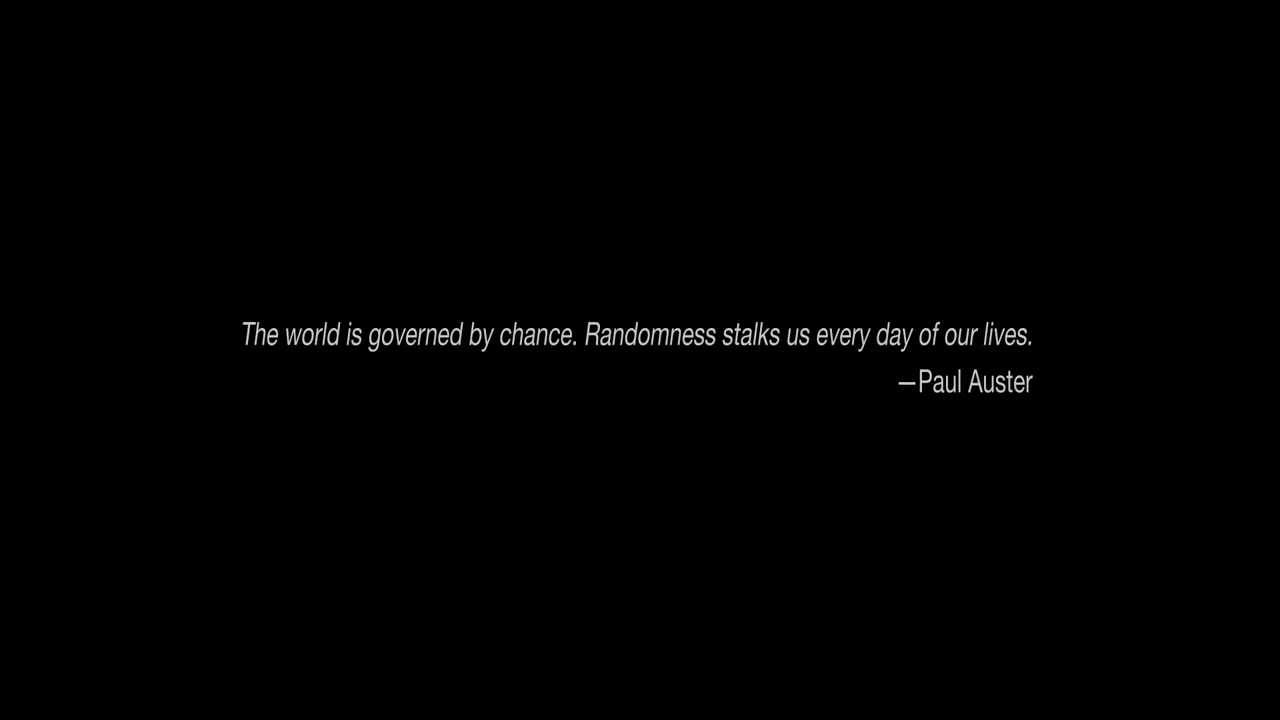 The world is governed by chance. Randomness stalks us every day of our lives.
—Paul Auster